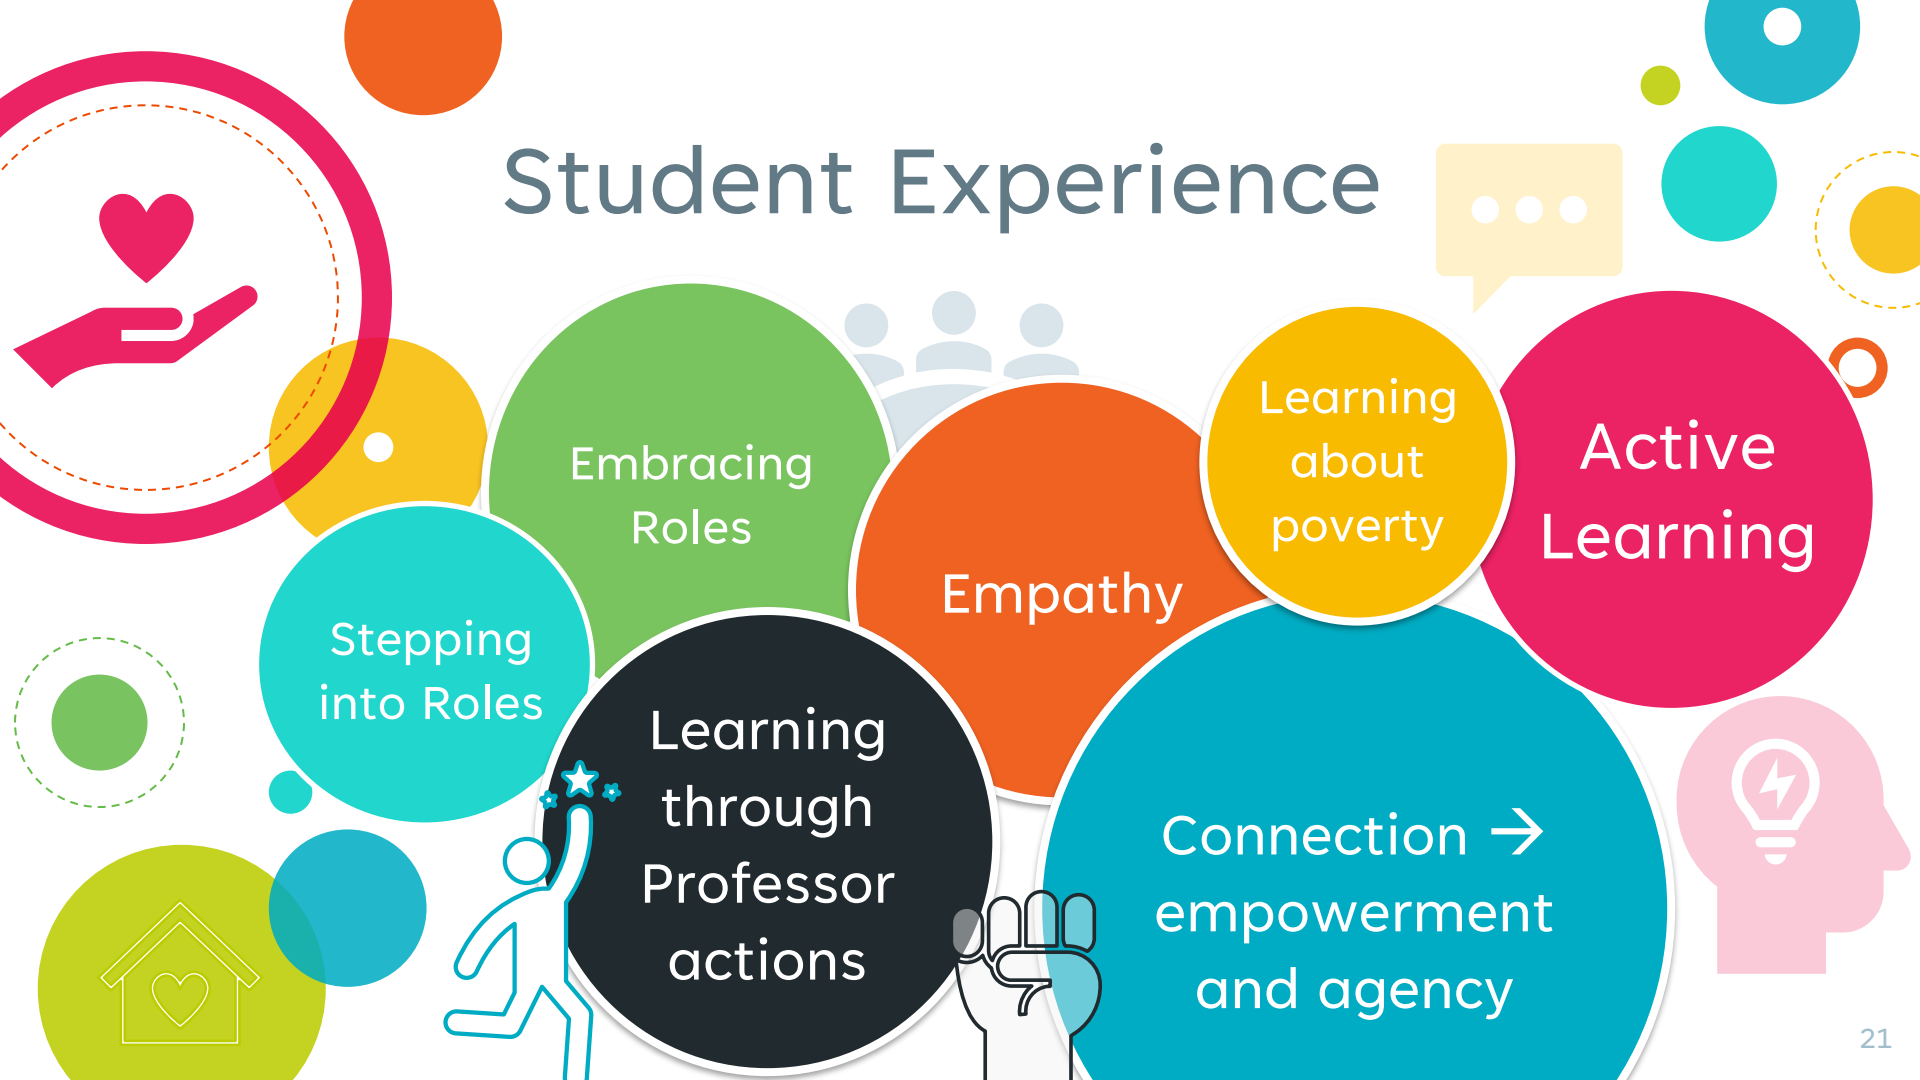 Student Experience
Embracing
Roles
Stepping
into Roles
Learning
through
Professor
actions
Empathy
Learning
about
poverty
Active
Learning
Connection →
empowerment
and agency
21